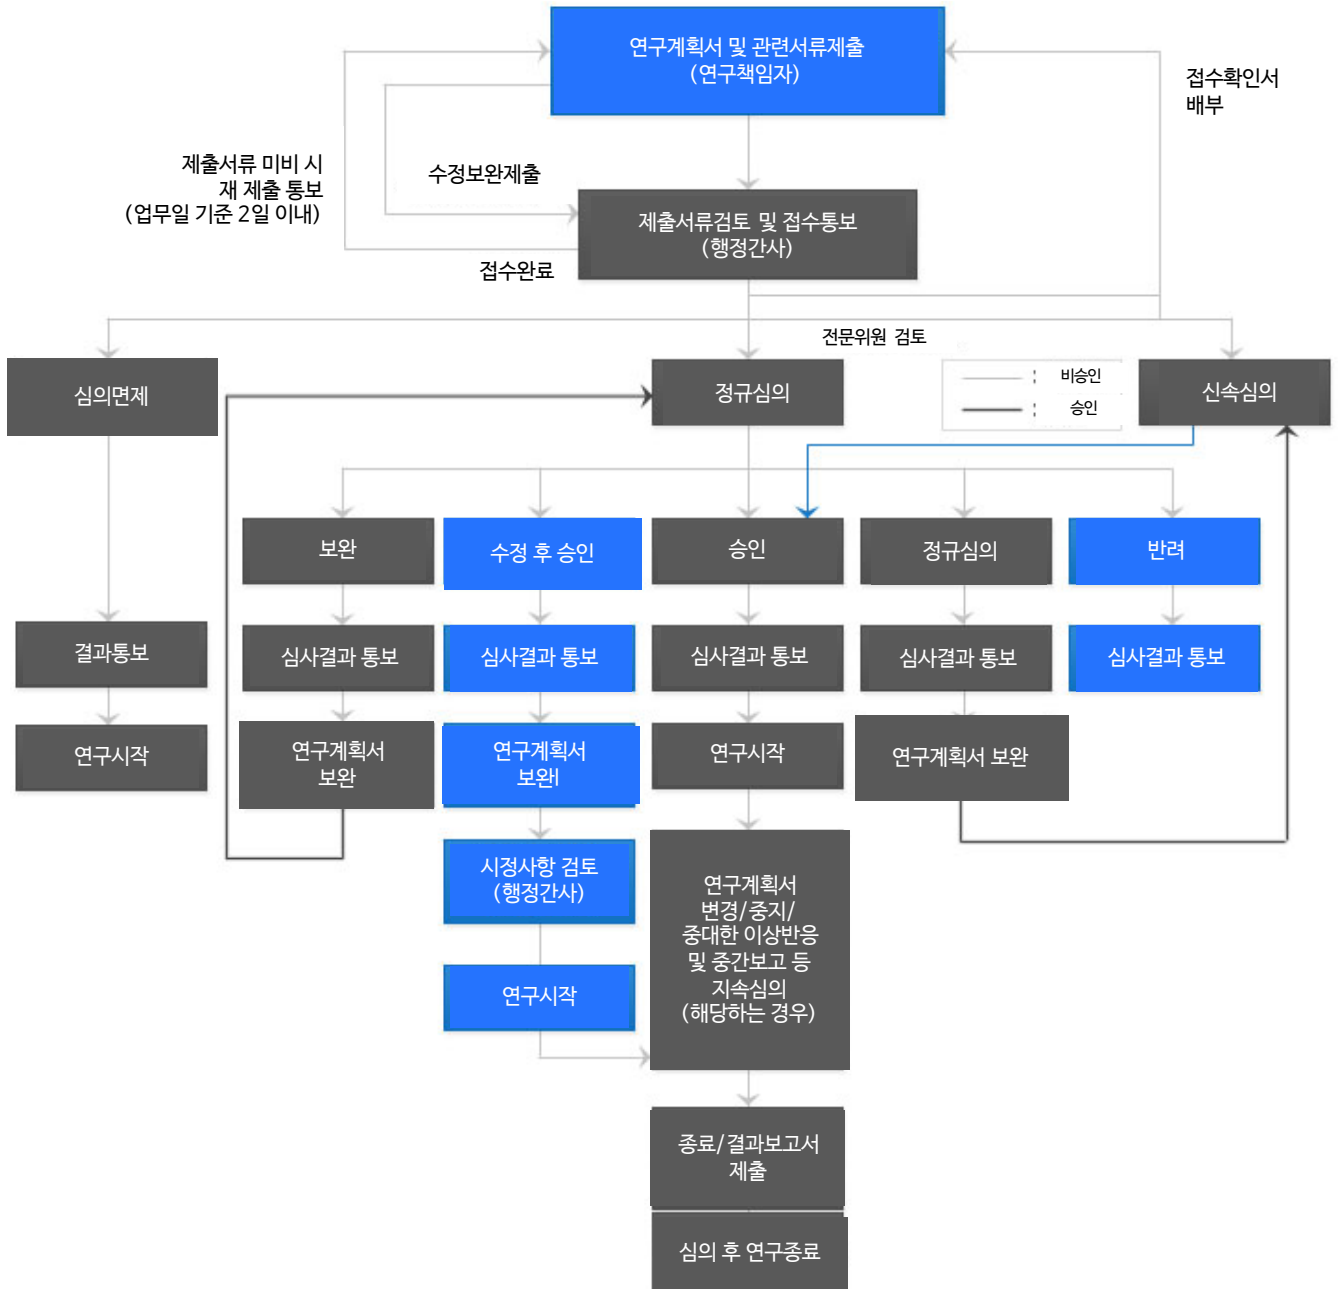 연구계획서 및 관련서류제출
(연구책임자)
접수확인서
배부
제출서류 미비 시
재 제출 통보
(업무일 기준 2일 이내)
수정보완제출
제출서류검토 및 접수통보
(행정간사)
접수완료
전문위원 검토
심의면제
정규심의
: 비승인
: 승인
신속심의
보완
수정 후 승인
승인
정규심의
반려
결과통보
심사결과 통보
심사결과 통보
심사결과 통보
심사결과 통보
심사결과 통보
연구시작
연구계획서
보완
연구계획서
보완l
연구시작
연구계획서 보완
시정사항 검토
(행정간사)
연구계획서
변경/중지/
중대한 이상반응
및 중간보고 등
지속심의
(해당하는 경우)
연구시작
종료/결과보고서
제출
심의 후 연구종료